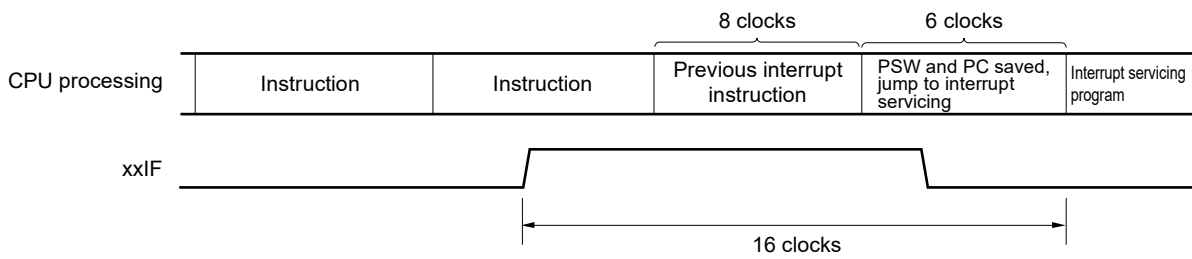 8 clocks
6 clocks
CPU processing
Instruction
Instruction
Previous interrupt
instruction
PSW and PC saved,
jump to interrupt
servicing
Interrupt servicing
program
xxIF
16 clocks